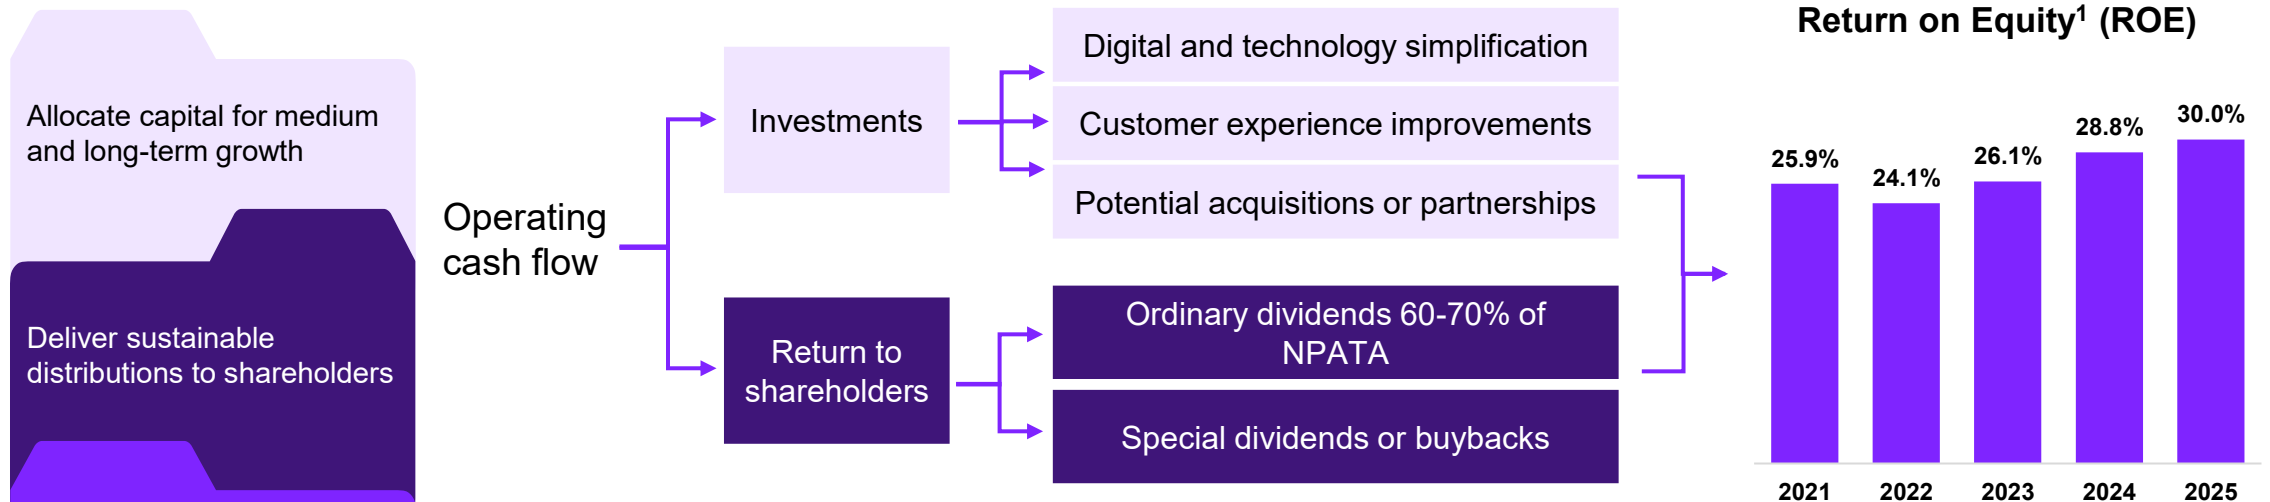 Allocate capital for medium
and long-term growth
Deliver sustainable
distributions to shareholders
Operating
cash flow
Investments
Return to
shareholders
Digital and technology simplification
Customer experience improvements
Potential acquisitions or partnerships
Ordinary dividends 60-70% of
NPATA
Special dividends or buybacks
Return on Equity¹ (ROE)
25.9%
24.1%
26.1%
28.8%
30.0%
2021
2022
2023
2024
2025